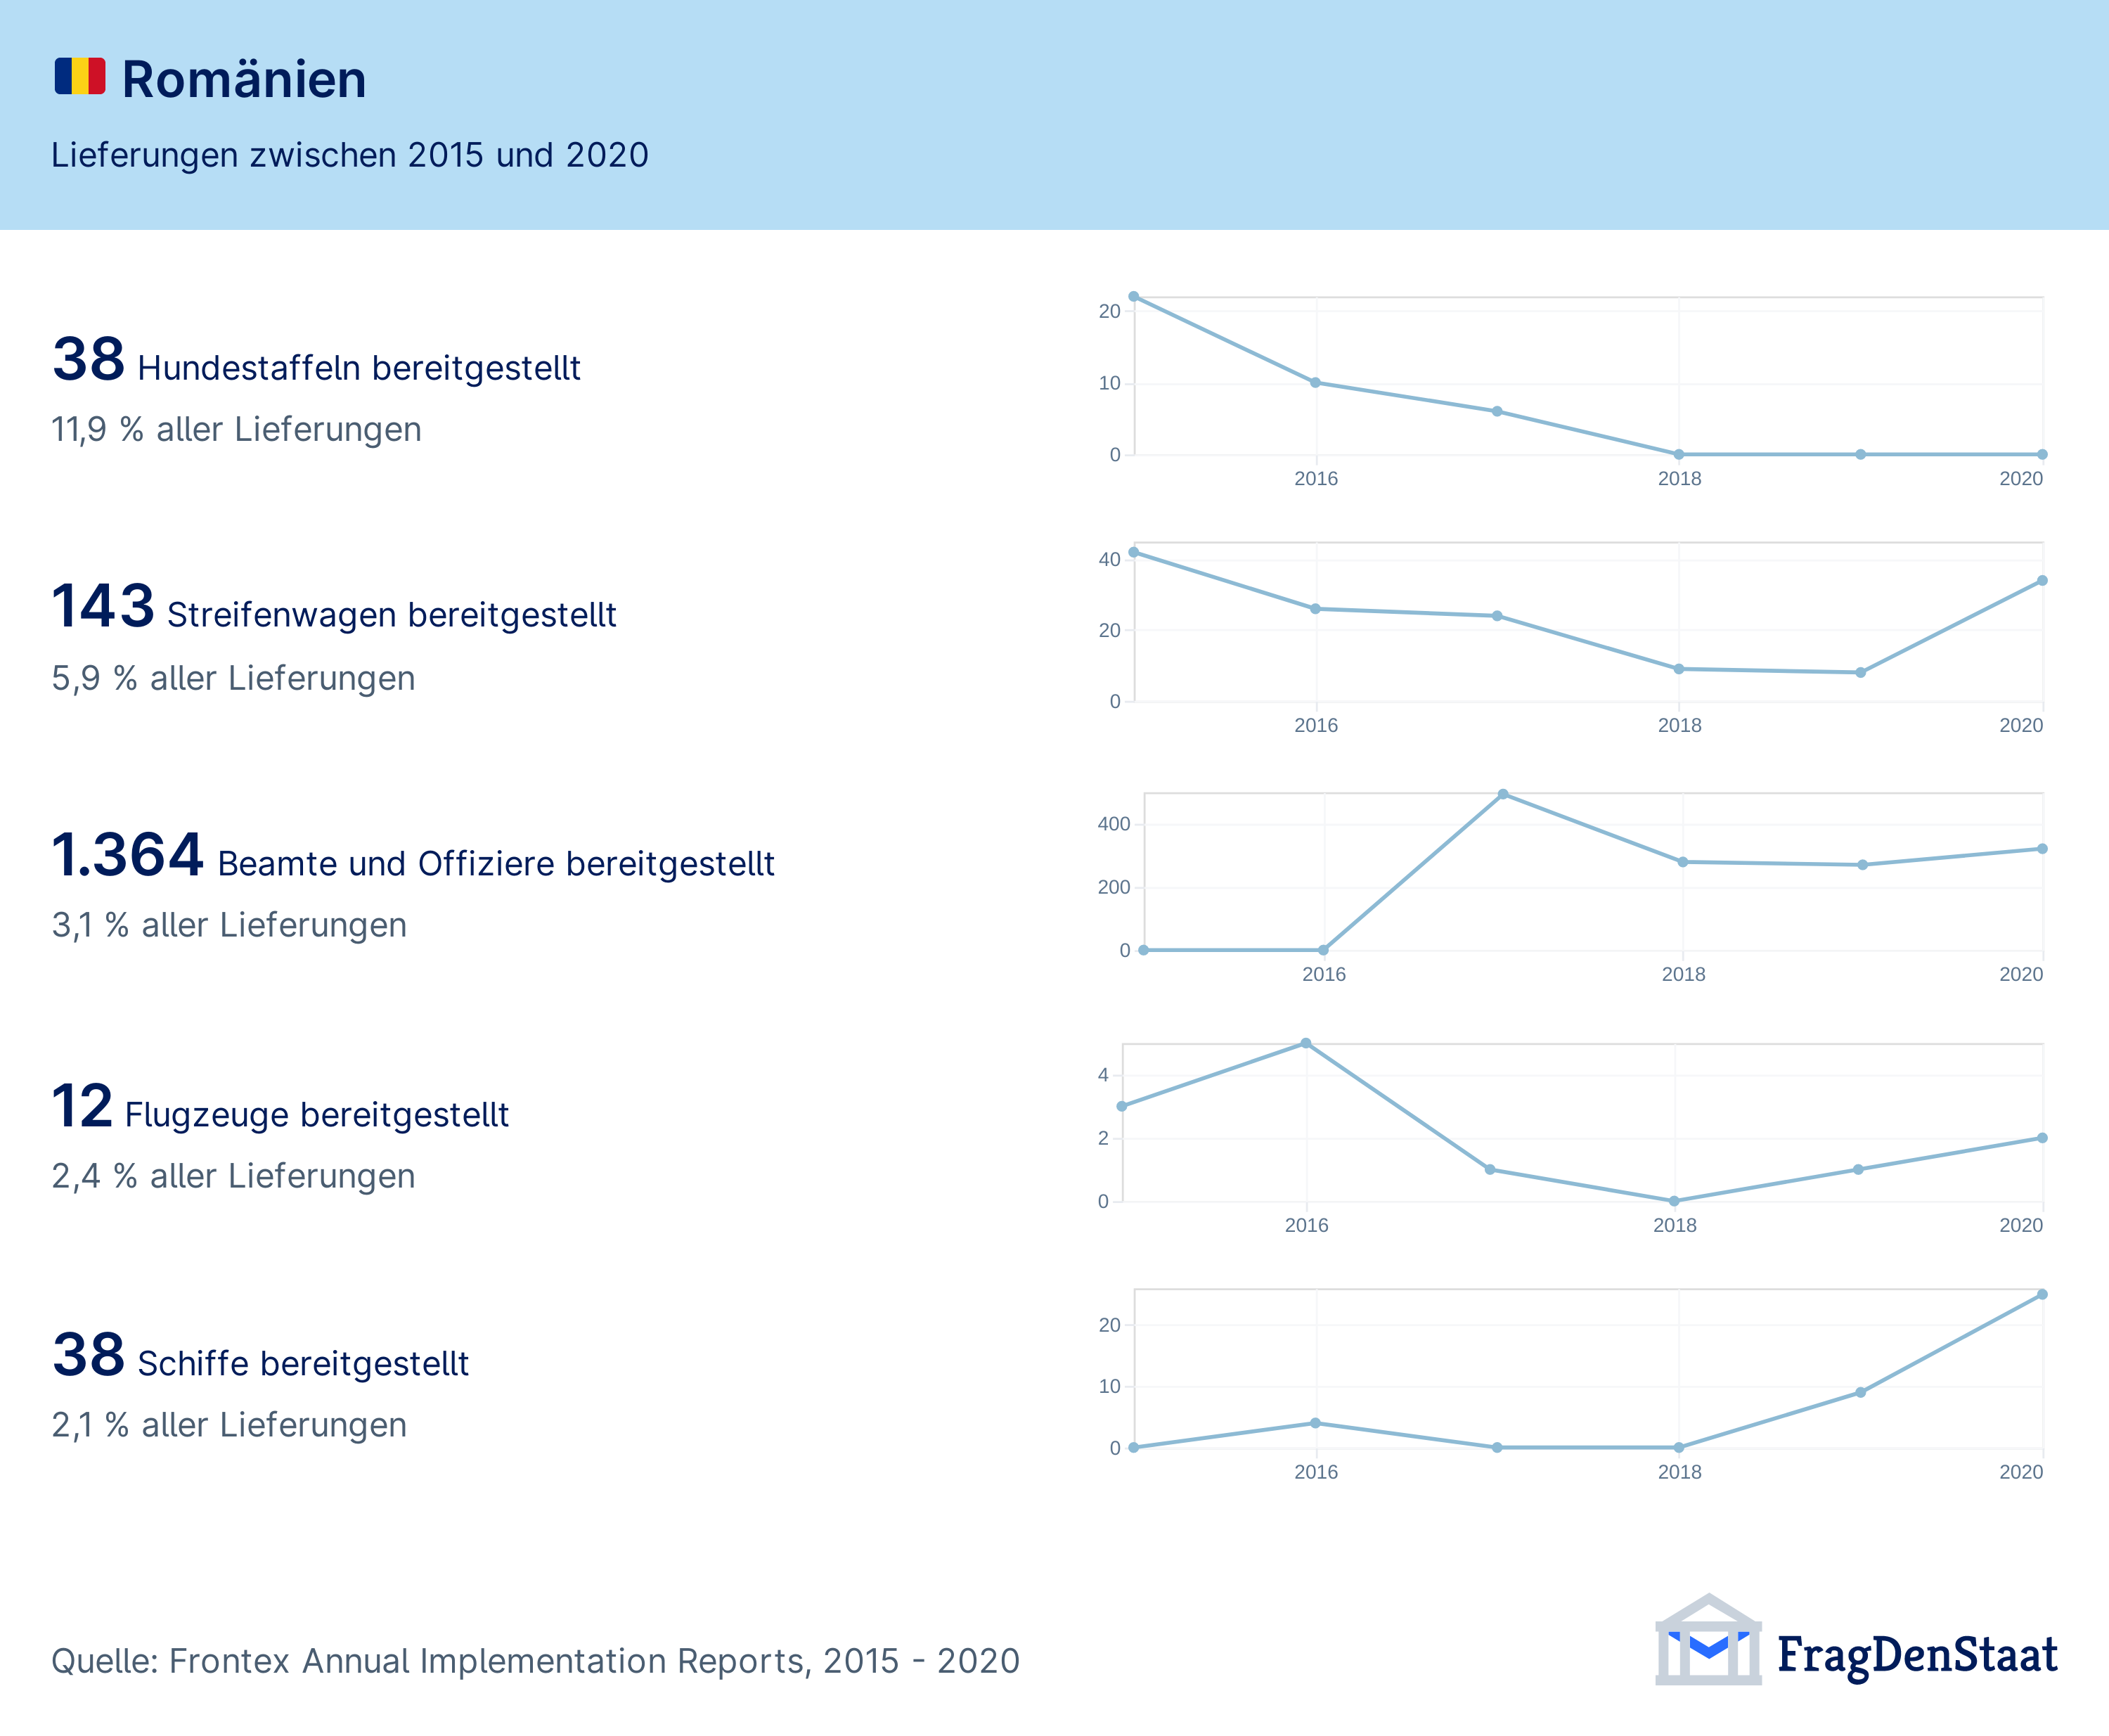 Romänien
Lieferungen zwischen 2015 und 2020
38 Hundestaffeln bereitgestellt
11,9 % aller Lieferungen
20
10
0
2016 2018 2020
143 Streifenwagen bereitgestellt
5,9 % aller Lieferungen
40
20
0
2016 2018 2020
1.364 Beamte und Offiziere bereitgestellt
3,1 % aller Lieferungen
400
200
0
2016 2018 2020
12 Flugzeuge bereitgestellt
2,4 % aller Lieferungen
4
2
0
2016 2018 2020
38 Schiffe bereitgestellt
2,1 % aller Lieferungen
20
10
0
2016 2018 2020
Quelle: Frontex Annual Implementation Reports, 2015 - 2020
FragDenStaat